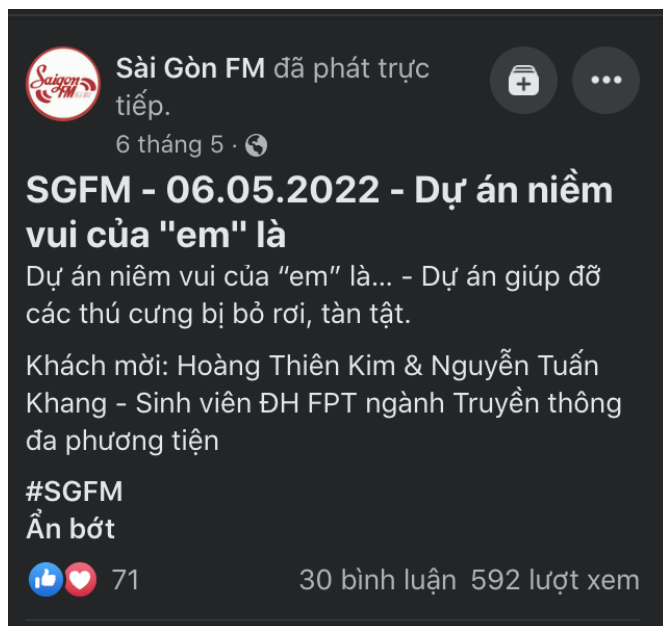 Saigon
FM
Sài Gòn FM đã phát trực
tiếp.
6 tháng 5 ·
SGFM - 06.05.2022 - Dự án niềm
vui của "em" là
Dự án niêm vui của “em” là... - Dự án giúp đỡ
các thú cưng bị bỏ rơi, tàn tật.
Khách mời: Hoàng Thiên Kim & Nguyễn Tuấn
Khang - Sinh viên ĐH FPT ngành Truyền thông
đa phương tiện
#SGFM
Ẩn bớt
71 30 bình luận 592 lượt xem